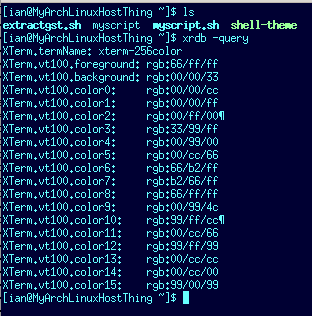 [ian@MyArchLinuxHostThing ~]$ ls
extractgst.sh  myscript  myscript.sh  shell-theme
[ian@MyArchLinuxHostThing ~]$ xrdb -query
XTerm.termName: xterm-256color
XTerm.vt100.foreground: rgb:66/ff/ff
XTerm.vt100.background: rgb:00/00/33
XTerm.vt100.color0:     rgb:00/00/cc
XTerm.vt100.color1:     rgb:00/00/ff
XTerm.vt100.color2:     rgb:00/ff/00¶
XTerm.vt100.color3:     rgb:33/99/ff
XTerm.vt100.color4:     rgb:00/99/00
XTerm.vt100.color5:     rgb:00/cc/66
XTerm.vt100.color6:     rgb:66/b2/ff
XTerm.vt100.color7:     rgb:b2/66/ff
XTerm.vt100.color8:     rgb:66/ff/ff
XTerm.vt100.color9:     rgb:00/99/4c
XTerm.vt100.color10:    rgb:99/ff/cc¶
XTerm.vt100.color11:    rgb:00/cc/66
XTerm.vt100.color12:    rgb:99/ff/99
XTerm.vt100.color13:    rgb:00/cc/cc
XTerm.vt100.color14:    rgb:00/cc/00
XTerm.vt100.color15:    rgb:99/00/99
[ian@MyArchLinuxHostThing ~]$